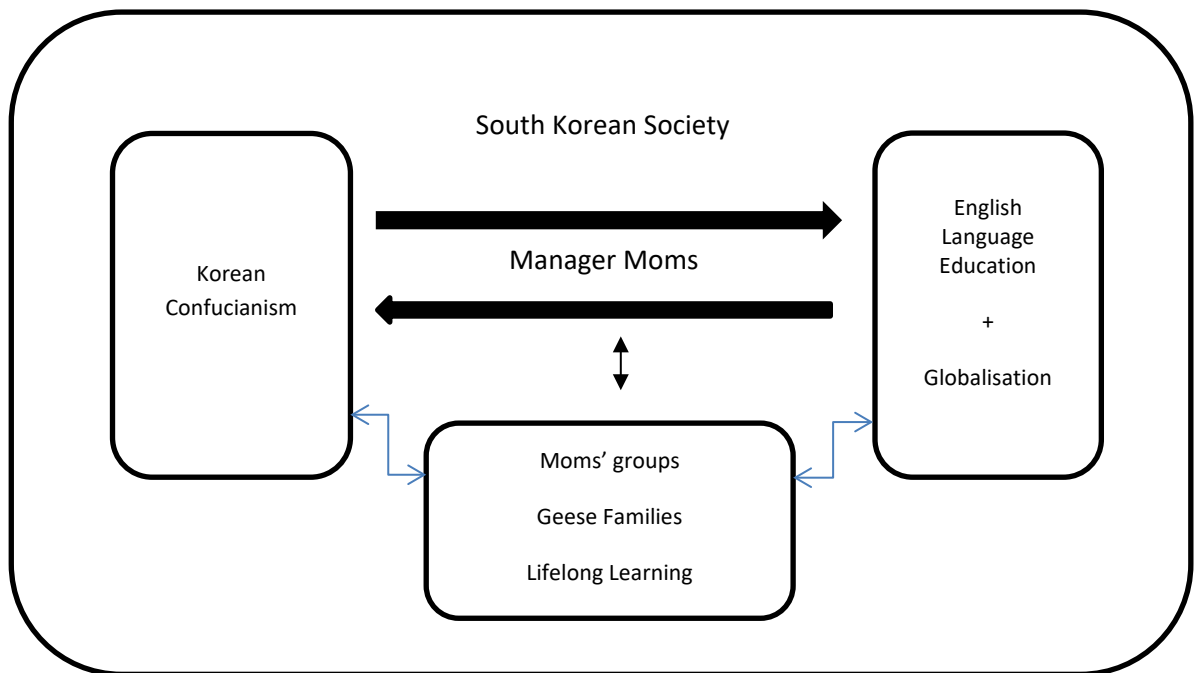 South Korean Society
Korean
Confucianism
Manager Moms
English
Language
Education
+
Globalisation
Moms’ groups
Geese Families
Lifelong Learning